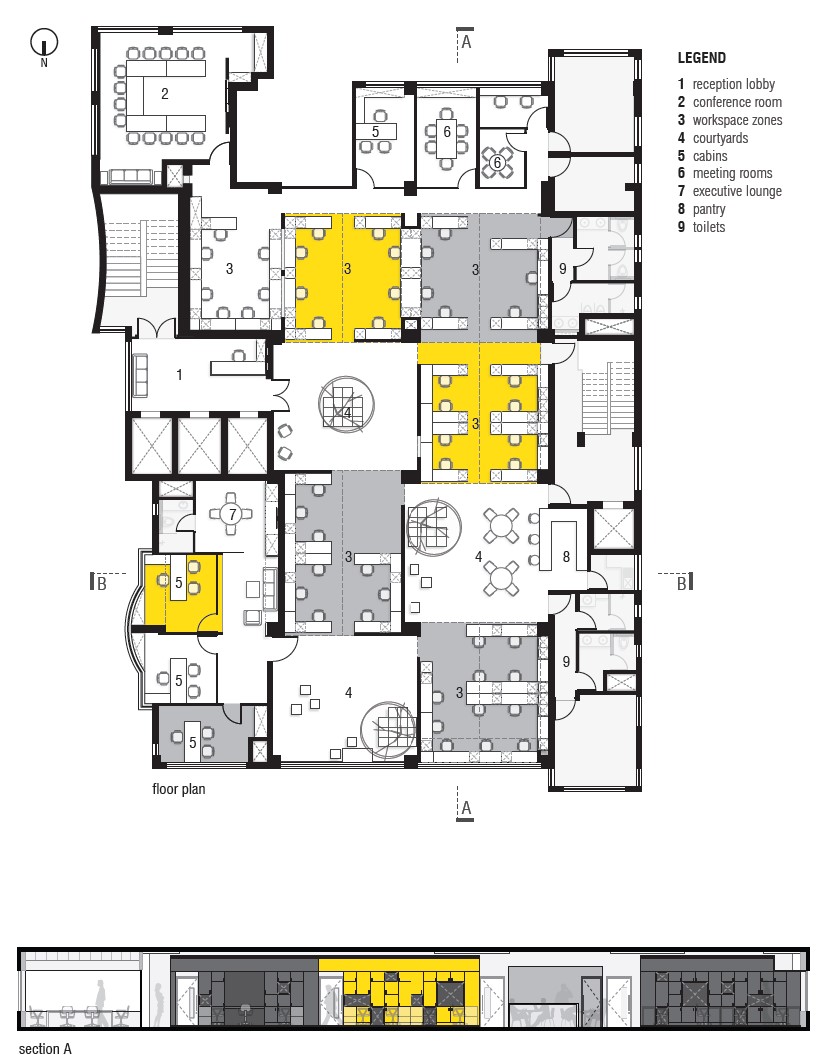 A
N
LEGEND
1 reception lobby
2 conference room
3 workspace zones
4 courtyards
5 cabins
6 meeting rooms
7 executive lounge
8 pantry
9 toilets
2
5
6
6
3
3
3
9
1
4
3
7
3
4
8
5
B
B
5
9
4
3
5
floor plan
A
section A